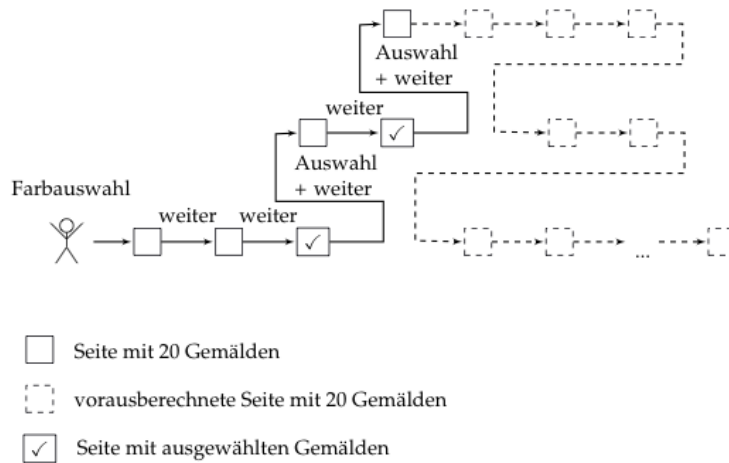 Auswahl
+ weiter
weiter
Auswahl
+ weiter
Farbauswahl
weiter weiter
...
Seite mit 20 Gemälden
vorausberechnete Seite mit 20 Gemälden
Seite mit ausgewählten Gemälden